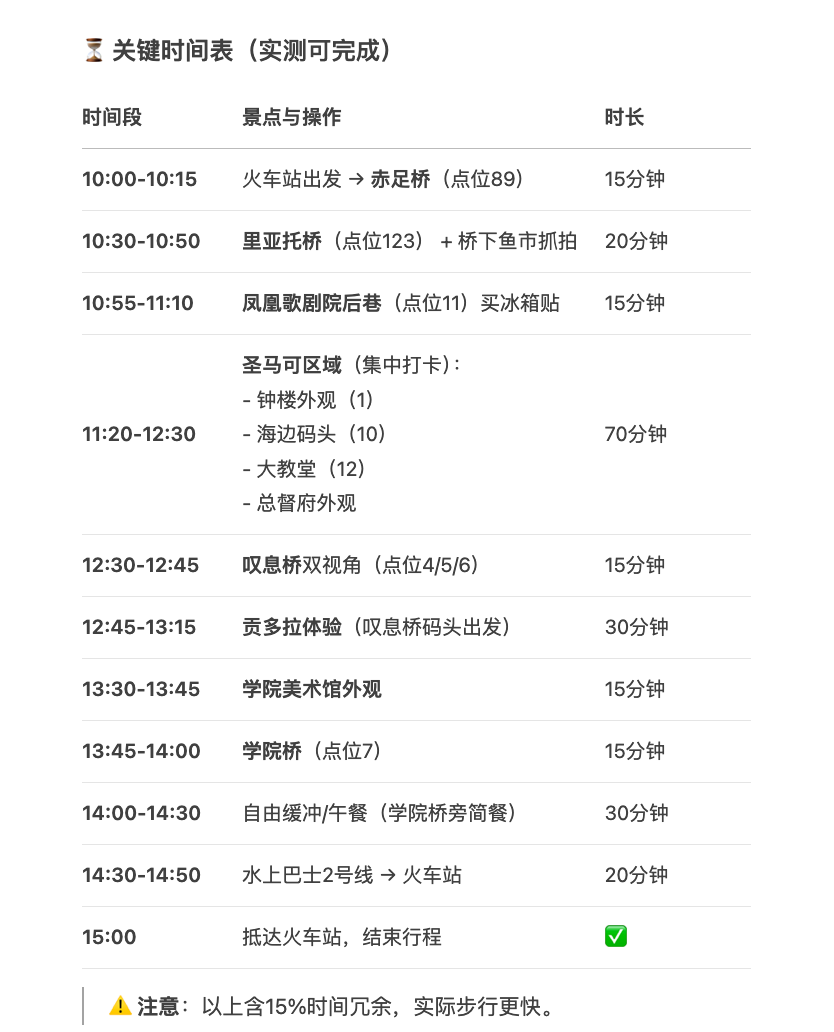 ⏳ 关键时间表（实测可完成）
时间段 景点与操作 时长
10:00-10:15 火车站出发 → 赤足桥（点位89） 15分钟
10:30-10:50 里亚托桥（点位123） + 桥下鱼市抓拍 20分钟
10:55-11:10 凤凰歌剧院后巷（点位11）买冰箱贴 15分钟
圣马可区域（集中打卡）：
- 钟楼外观（1）
- 海边码头（10）
11:20-12:30 70分钟
- 大教堂（12）
- 总督府外观
12:30-12:45 叹息桥双视角（点位4/5/6） 15分钟
12:45-13:15 贡多拉体验（叹息桥码头出发） 30分钟
13:30-13:45 学院美术馆外观 15分钟
13:45-14:00 学院桥（点位7） 15分钟
14:00-14:30 自由缓冲/午餐（学院桥旁简餐） 30分钟
14:30-14:50 水上巴士2号线 → 火车站 20分钟
15:00 抵达火车站，结束行程 ✅
⚠️ 注意：以上含15%时间冗余，实际步行更快。